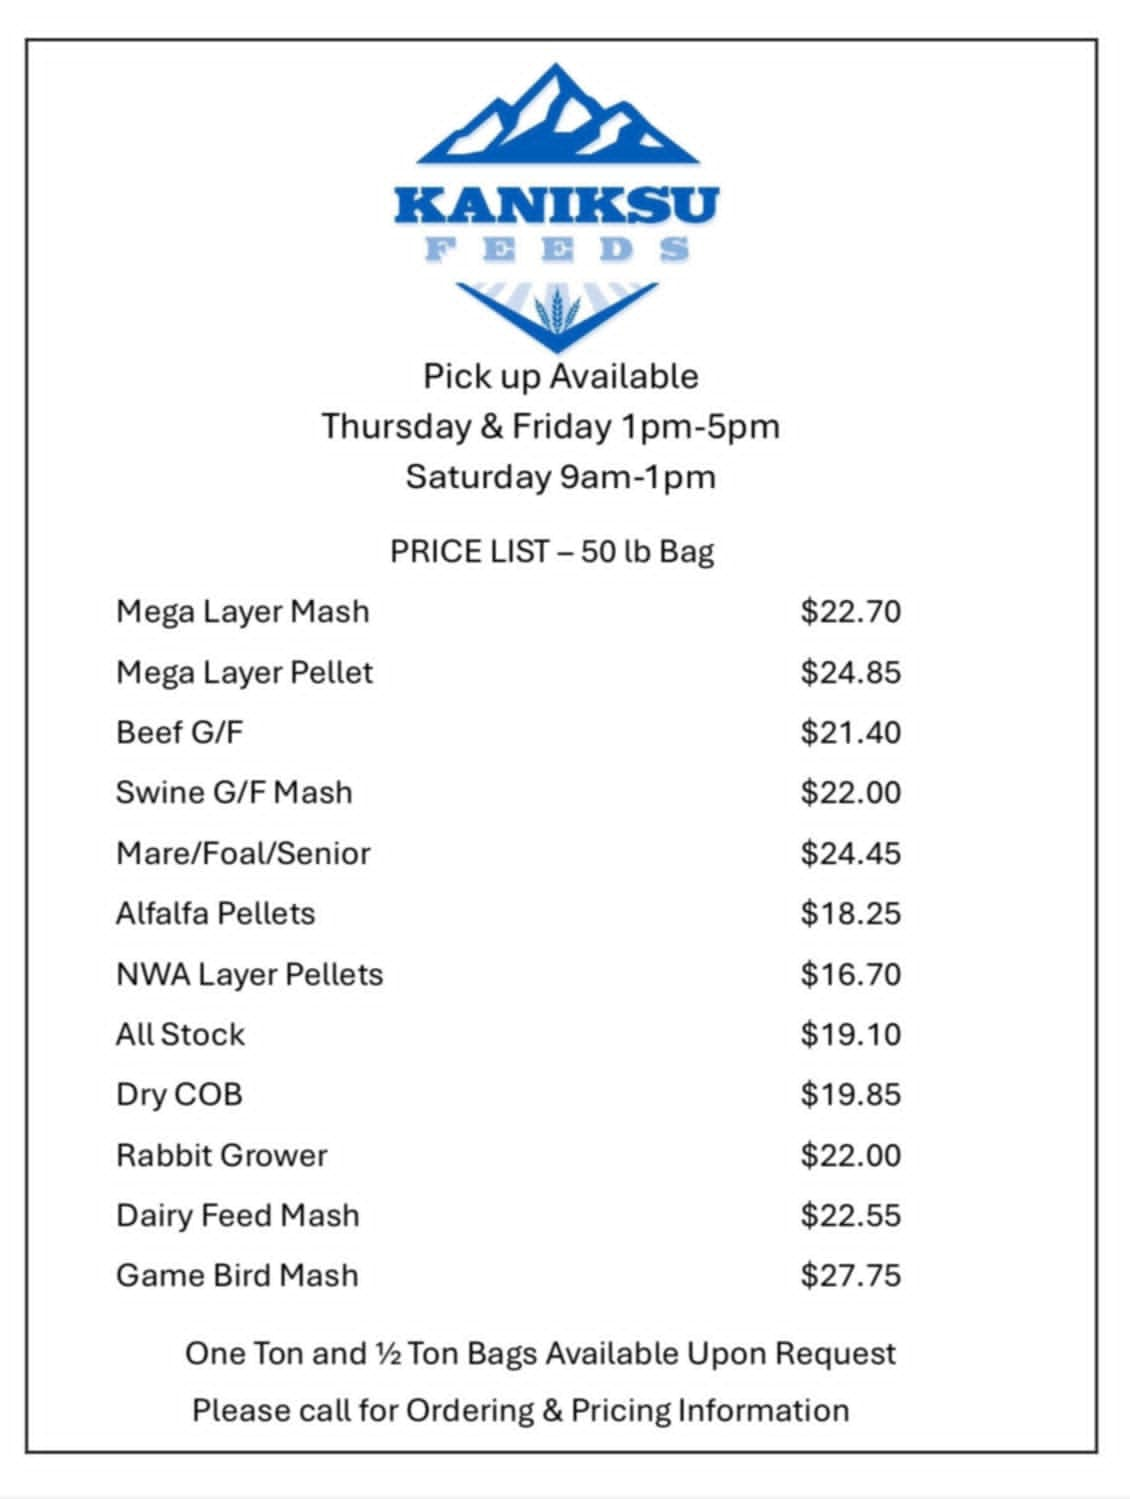 KANIKSU
FEEDS
Pick up Available
Thursday & Friday 1pm-5pm
Saturday 9am-1pm
PRICE LIST – 50 lb Bag
Mega Layer Mash $22.70
Mega Layer Pellet $24.85
Beef G/F $21.40
Swine G/F Mash $22.00
Mare/Foal/Senior $24.45
Alfalfa Pellets $18.25
NWA Layer Pellets $16.70
All Stock $19.10
Dry COB $19.85
Rabbit Grower $22.00
Dairy Feed Mash $22.55
Game Bird Mash $27.75
One Ton and ½ Ton Bags Available Upon Request
Please call for Ordering & Pricing Information